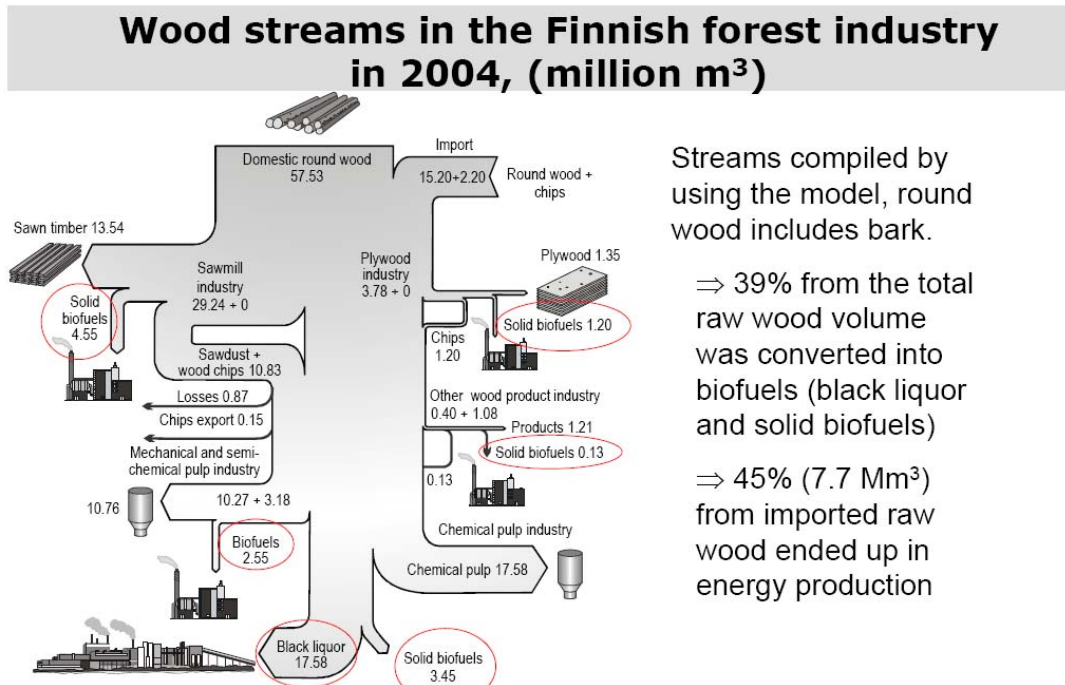 Wood streams in the Finnish forest industry
in 2004, (million m³)
Domestic round wood
57.53
Import
15.20+2.20
Round wood +
chips
Sawn timber 13.54
Sawmill
industry
29.24 + 0
Plywood
industry
3.78 + 0
Plywood 1.35
Solid
biofuels
4.55
Solid biofuels 1.20
Chips
1.20
Sawdust +
wood chips 10.83
Losses 0.87
Chips export 0.15
Other wood product industry
0.40 + 1.08
Products 1.21
Solid biofuels 0.13
0.13
Mechanical and semi-
chemical pulp industry
10.27 + 3.18
10.76
Biofuels
2.55
Chemical pulp industry
Chemical pulp 17.58
Black liquor
17.58
Solid biofuels
3.45
Streams compiled by
using the model, round
wood includes bark.
⇒ 39% from the total
raw wood volume
was converted into
biofuels (black liquor
and solid biofuels)
⇒ 45% (7.7 Mm³)
from imported raw
wood ended up in
energy production